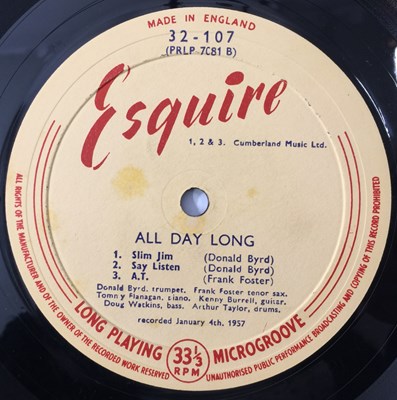 MADE IN ENGLAND
32-107
(PRLP 7081 B)
Esquire
1, 2 & 3. Cumberland Music Ltd.
ALL DAY LONG
1. Slim Jim (Donald Byrd)
2. Say Listen (Donald Byrd)
3. A.T. (Frank Foster)
Donald Byrd, trumpet, Frank Foster tenor sax.
Tommy Flanagan, piano. Kenny Burrell, guitar,
Doug Watkins, bass, Arthur Taylor, drums.
recorded January 4th, 1957
LONG PLAYING 33⅓ RPM MICROGROOVE
ALL RIGHTS OF THE MANUFACTURER AND OF THE OWNER OF THE RECORDED WORK RESERVED
UNAUTHORISED PUBLIC PERFORMANCE BROADCASTING AND COPYING OF THIS RECORD PROHIBITED